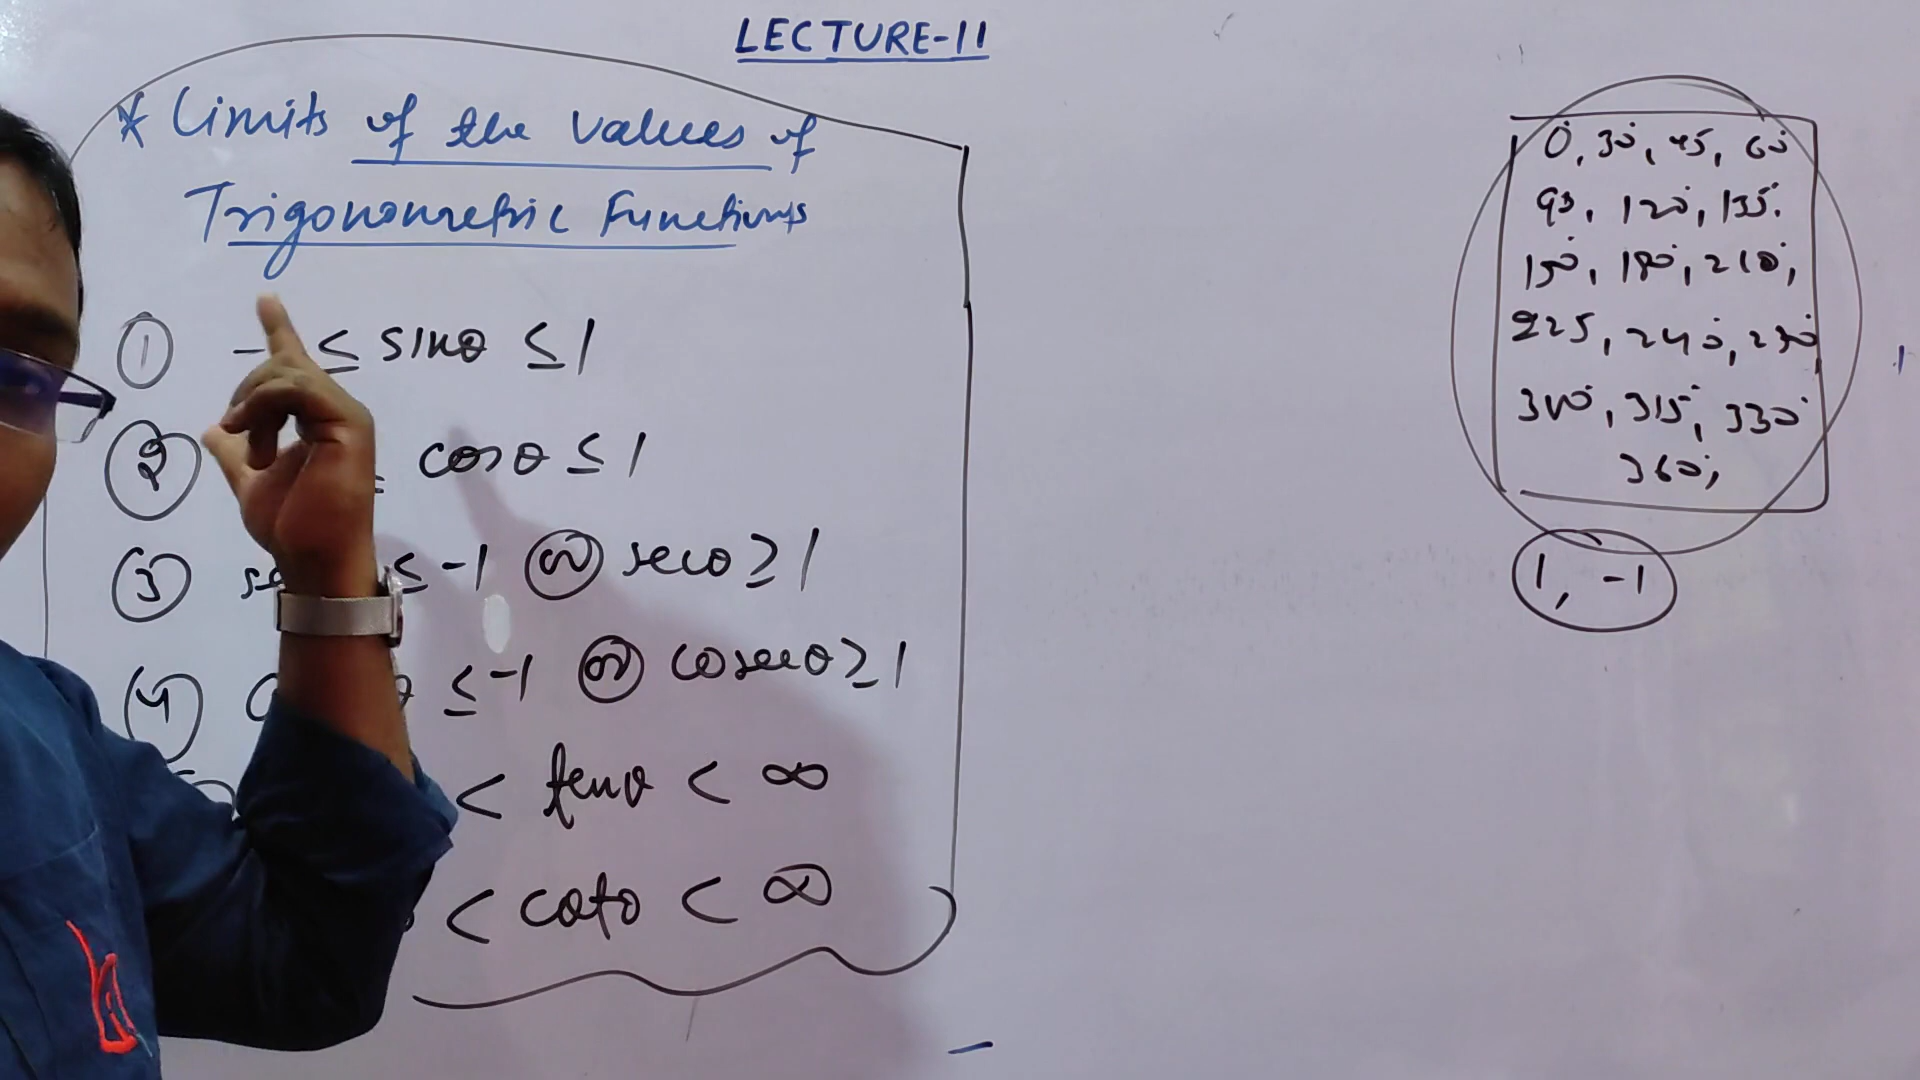 LECTURE-11
* Limits of the values of
Trigonometric Functions
① - ≤ sinθ ≤ 1
② cosθ ≤ 1
③ se ≤ -1 or secθ ≥ 1
④ ≤ -1 or cosecθ ≥ 1
< tanθ < ∞
< cotθ < ∞
0°, 30°, 45, 60°
90, 120°, 135°.
150°, 180°, 210°,
225, 240°,
300°, 315°, 330°
360°,
1, -1